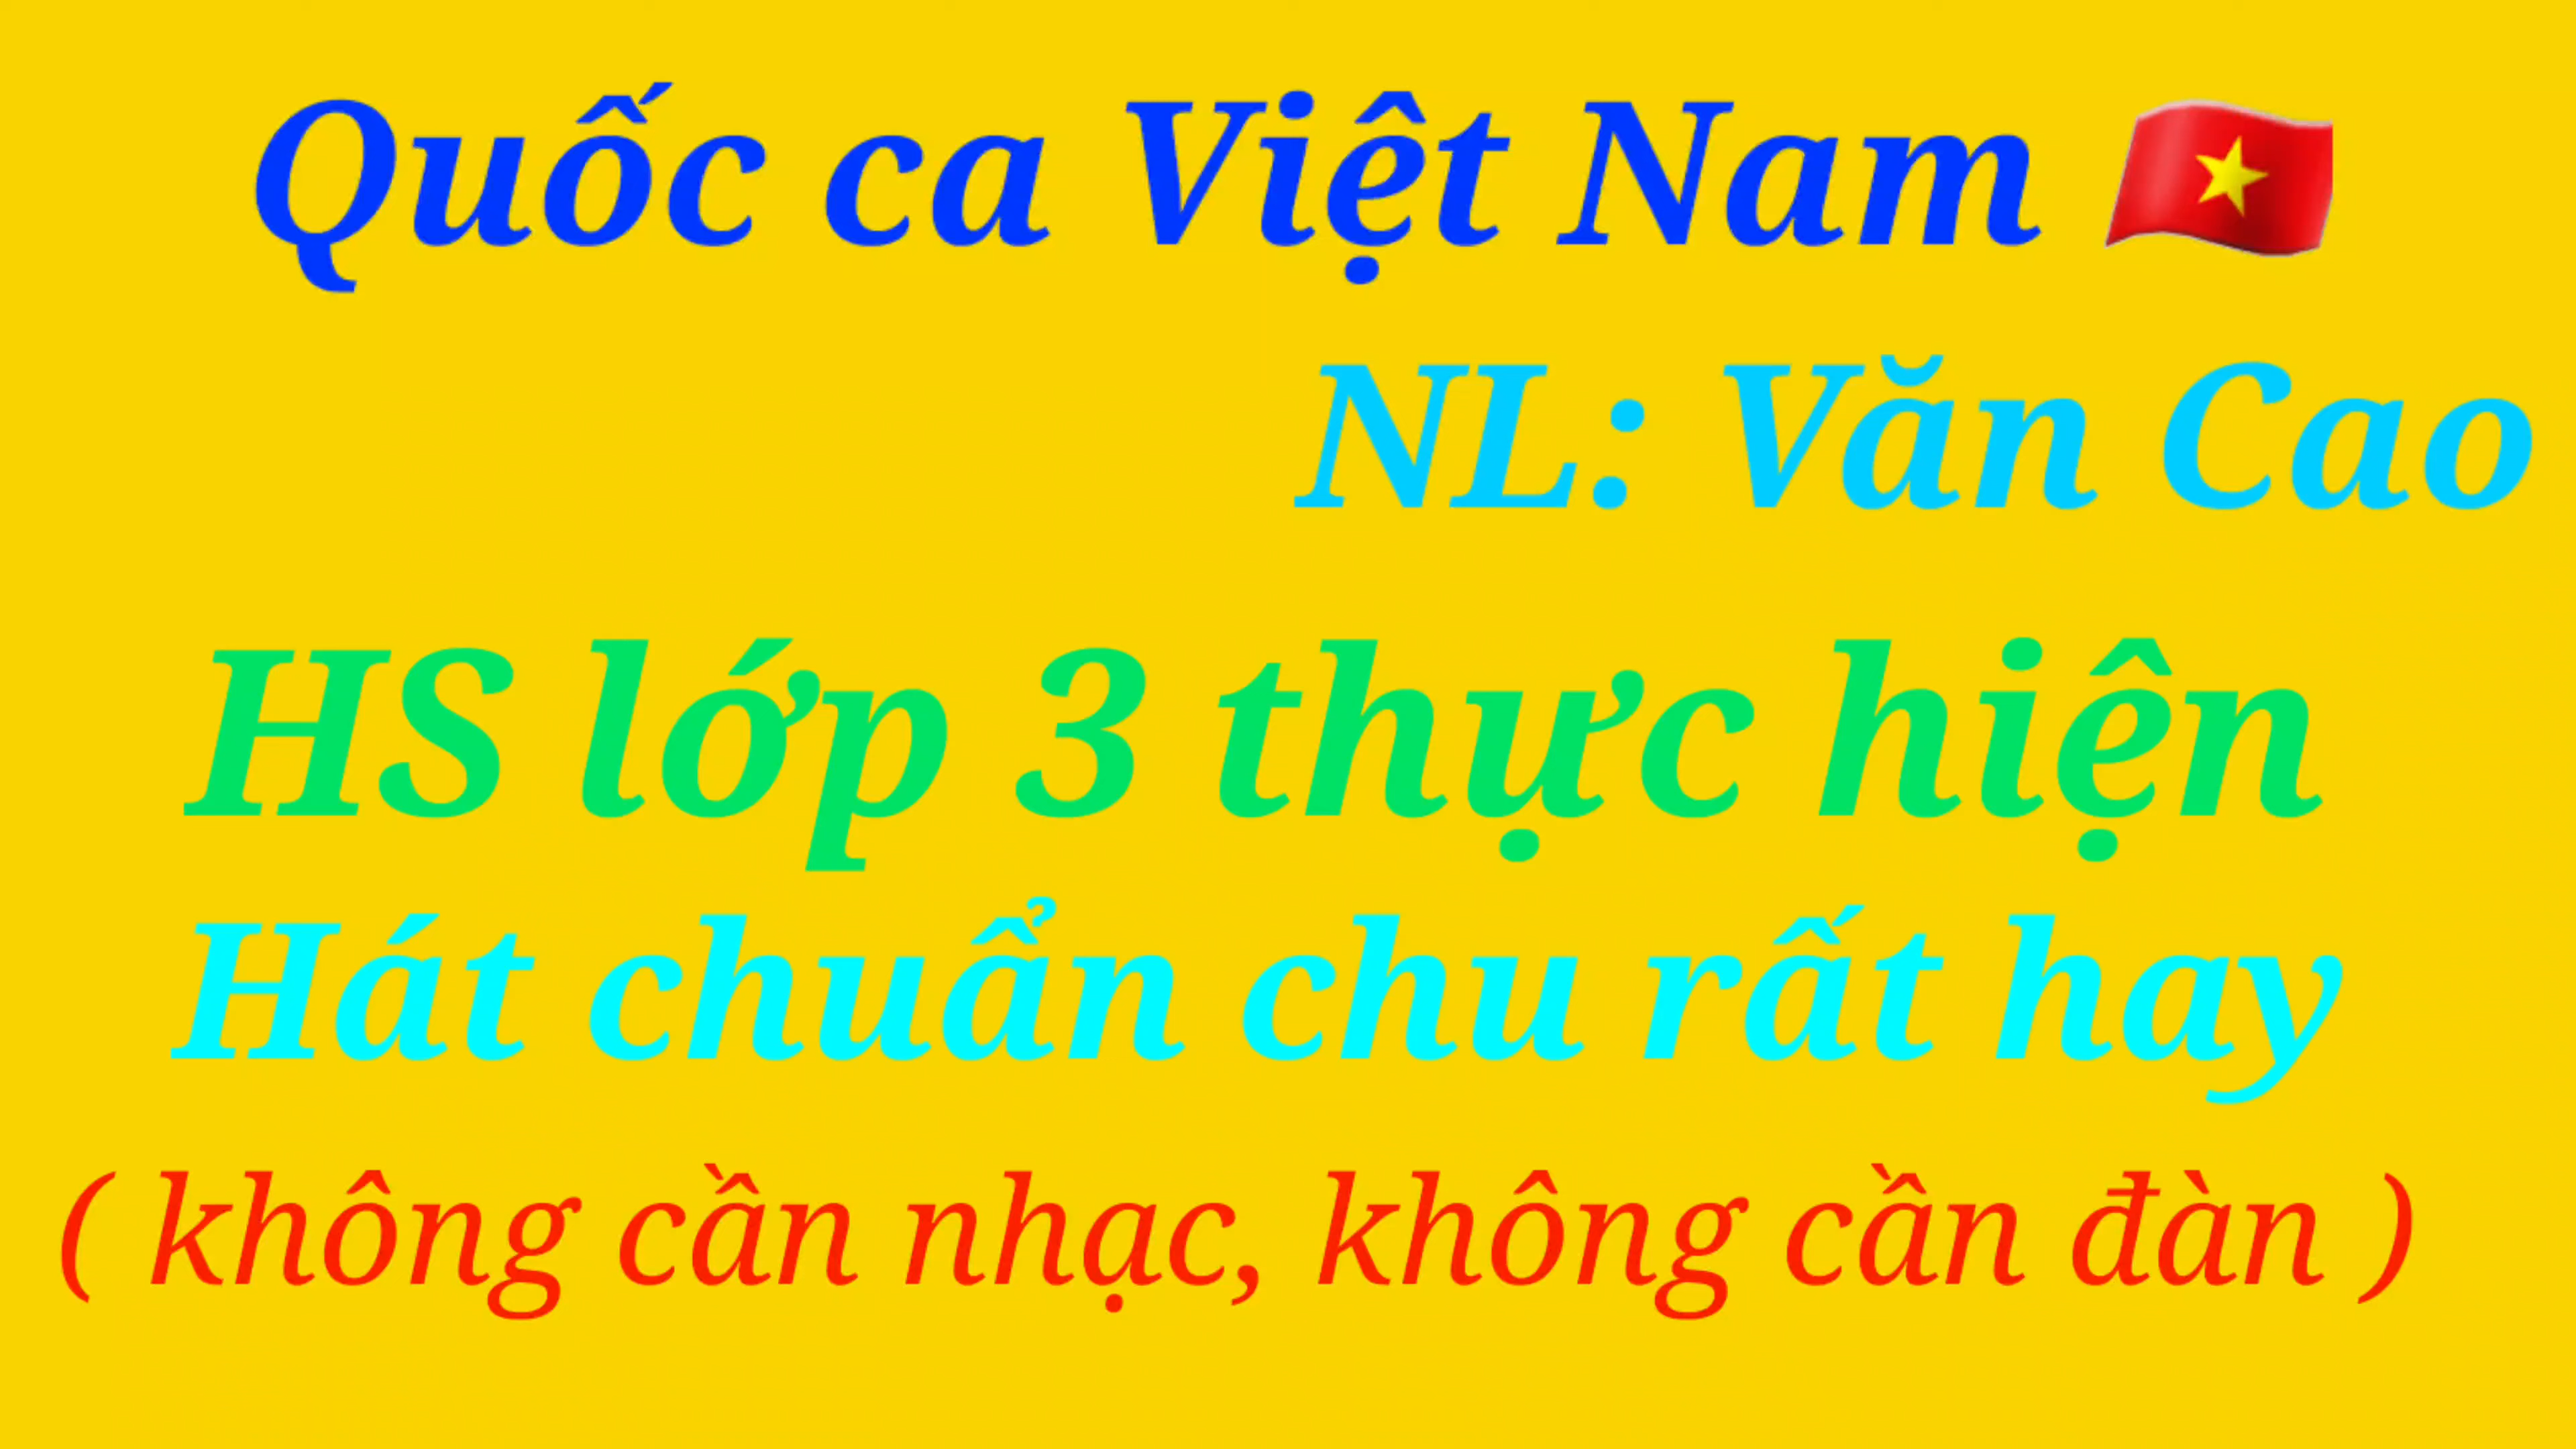 Quốc ca Việt Nam 🇻🇳
NL: Văn Cao
HS lớp 3 thực hiện
Hát chuẩn chu rất hay
( không cần nhạc, không cần đàn )